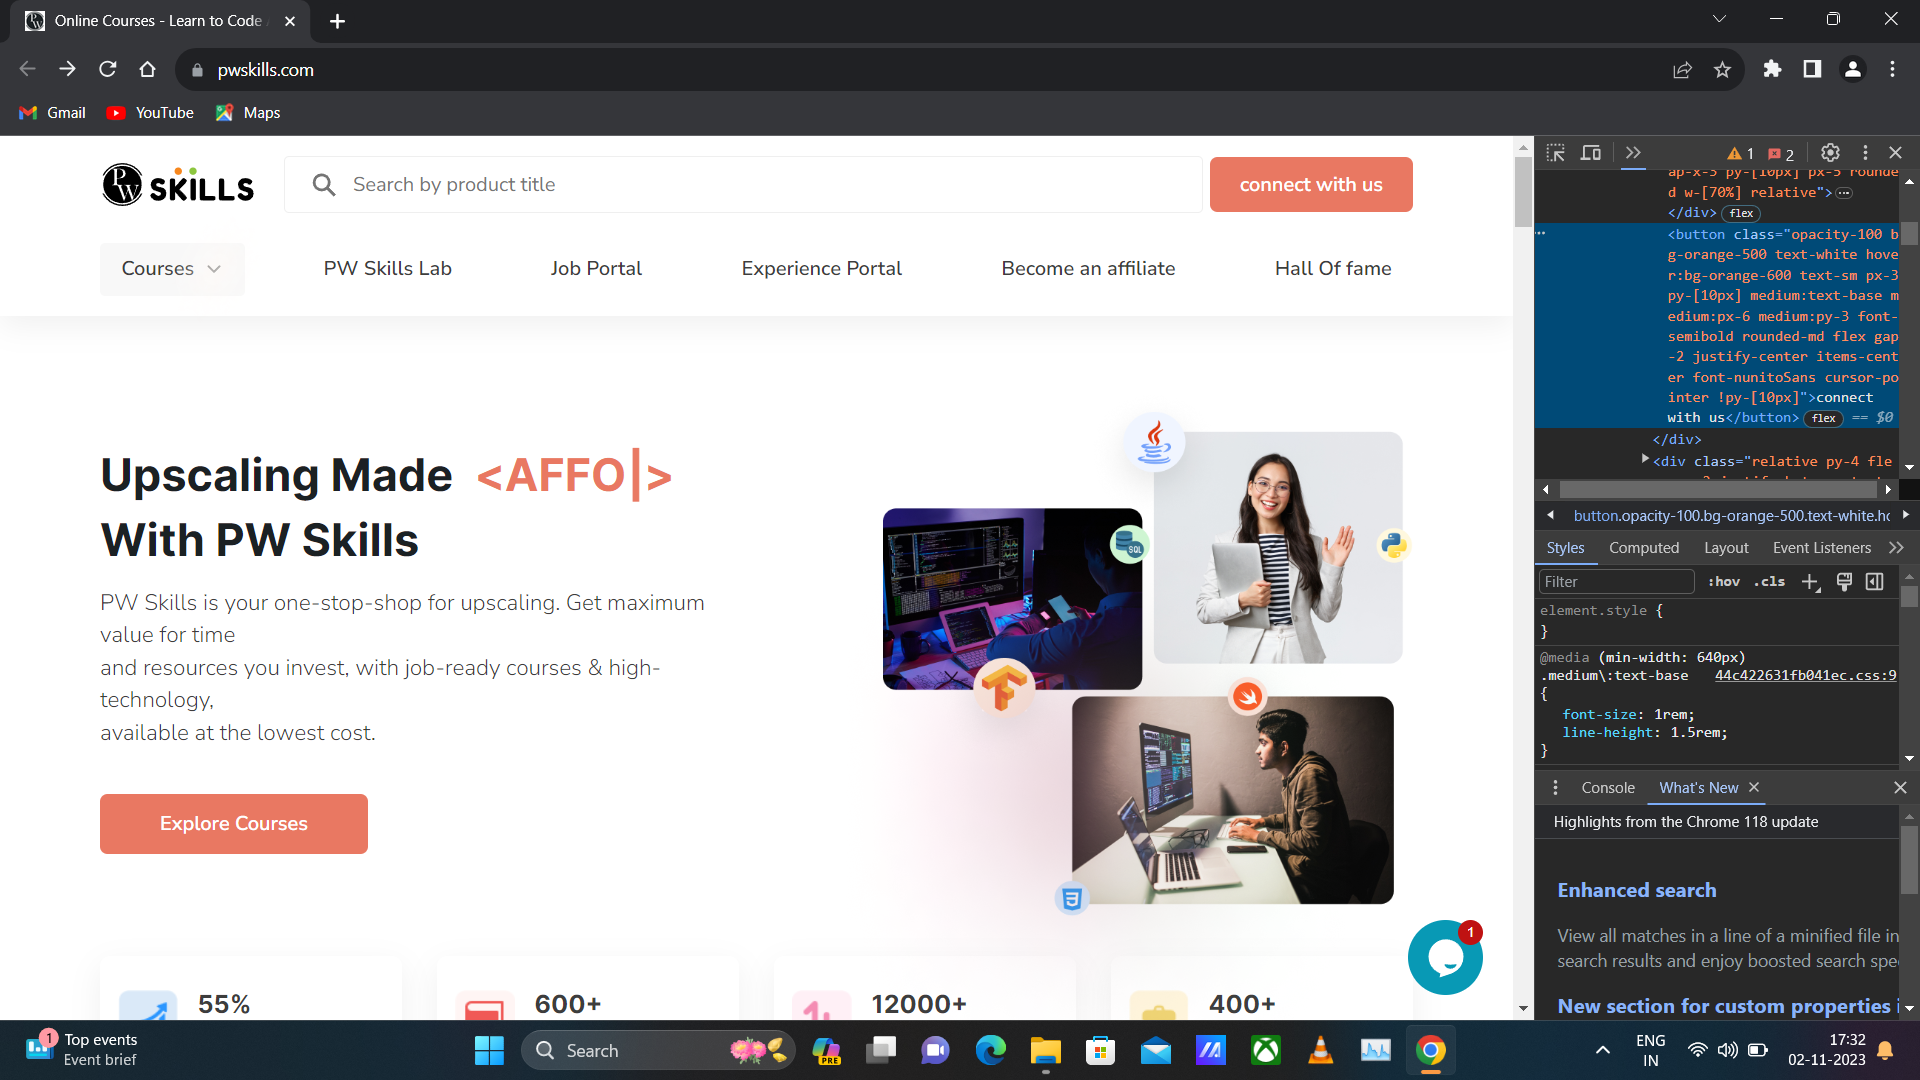 Online Courses - Learn to Code
pwskills.com
Gmail
YouTube
Maps
PW SKILLS
Search by product title
connect with us
Courses
PW Skills Lab
Job Portal
Experience Portal
Become an affiliate
Hall Of fame
Upscaling Made <AFFO|>
With PW Skills
PW Skills is your one-stop-shop for upscaling. Get maximum
value for time
and resources you invest, with job-ready courses & high-
technology,
available at the lowest cost.
Explore Courses
SQL
55%
600+
12000+
400+
1
1
2
ap-x-3 py-[10px] px-5 rounde
d w-[70%] relative">
</div> flex
<button class="opacity-100 b
g-orange-500 text-white hove
r:bg-orange-600 text-sm px-3
py-[10px] medium:text-base m
edium:px-6 medium:py-3 font-
semibold rounded-md flex gap
-2 justify-center items-cent
er font-nunitoSans cursor-po
inter !py-[10px]">connect
with us</button> flex == $0
</div>
<div class="relative py-4 fle
button.opacity-100.bg-orange-500.text-white.hc
Styles
Computed
Layout
Event Listeners
Filter
:hov
.cls
element.style {
}
@media (min-width: 640px)
.medium\:text-base 44c422631fb041ec.css:9
{
font-size: 1rem;
line-height: 1.5rem;
}
Console
What's New
Highlights from the Chrome 118 update
Enhanced search
View all matches in a line of a minified file in
search results and enjoy boosted search spe
New section for custom properties i
1
Top events
Event brief
Search
PRE
ENG
IN
17:32
02-11-2023